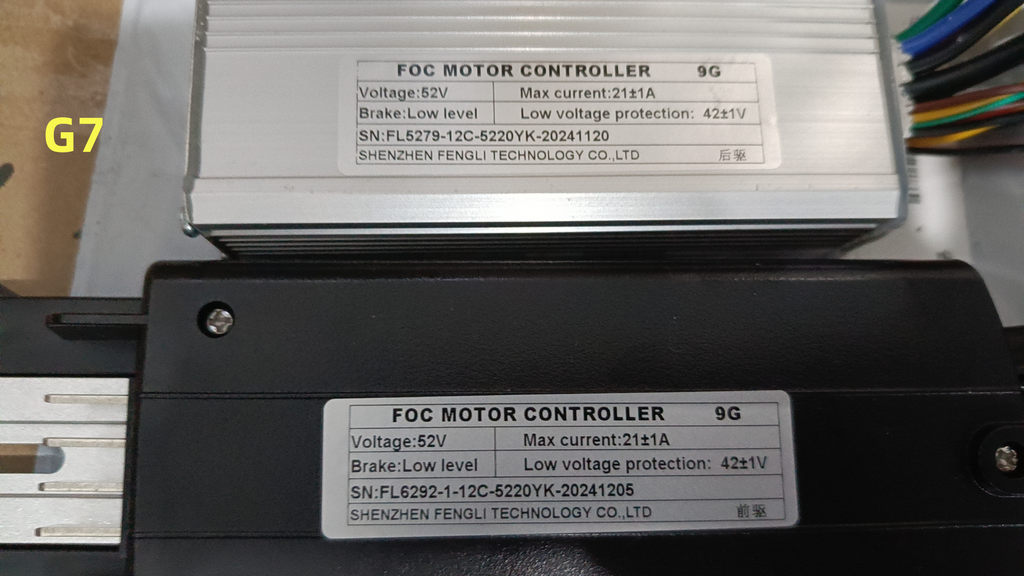 G7
FOC MOTOR CONTROLLER 9G
Voltage:52V Max current:21±1A
Brake:Low level Low voltage protection: 42±1V
SN:FL5279-12C-5220YK-20241120
SHENZHEN FENGLI TECHNOLOGY CO.,LTD 后驱
FOC MOTOR CONTROLLER 9G
Voltage:52V Max current:21±1A
Brake:Low level Low voltage protection: 42±1V
SN:FL6292-1-12C-5220YK-20241205
SHENZHEN FENGLI TECHNOLOGY CO.,LTD 前驱